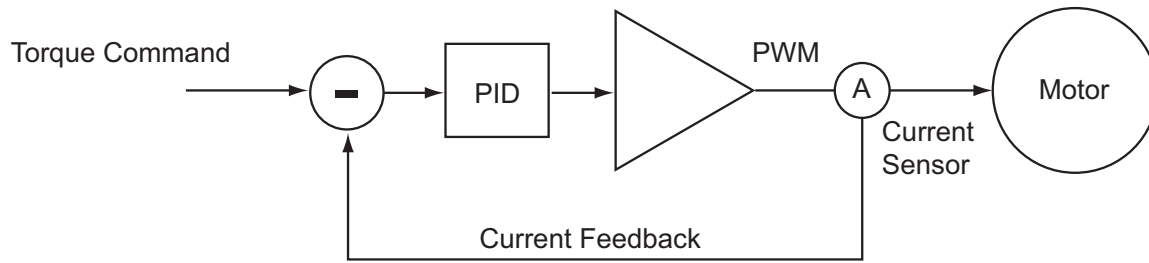 Torque Command
-
PID
PWM
A
Current
Sensor
Motor
Current Feedback